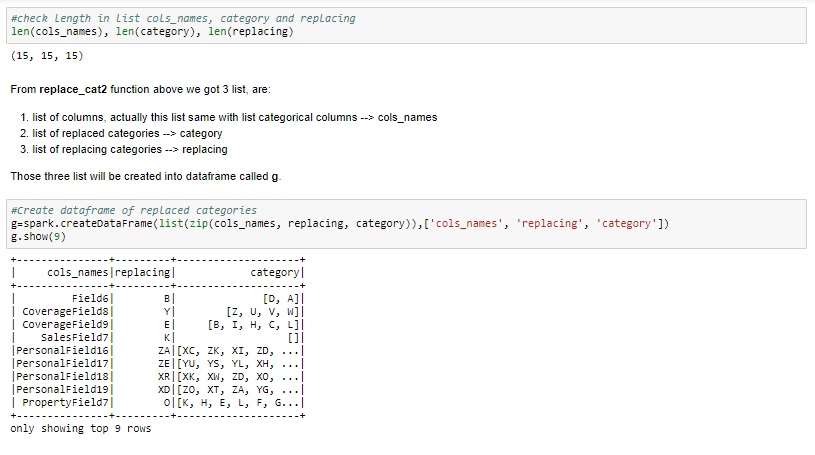 #check length in list cols_names, category and replacing
len(cols_names), len(category), len(replacing)
(15, 15, 15)
From replace_cat2 function above we got 3 list, are:
1. list of columns, actually this list same with list categorical columns --> cols_names
2. list of replaced categories --> category
3. list of replacing categories --> replacing
Those three list will be created into dataframe called g.
#Create dataframe of replaced categories
g=spark.createDataFrame(list(zip(cols_names, replacing, category)),['cols_names', 'replacing', 'category'])
g.show(9)
+---------------+---------+--------------------+
|     cols_names|replacing|            category|
+---------------+---------+--------------------+
|         Field6|        B|              [D, A]|
| CoverageField8|        Y|        [Z, U, V, W]|
| CoverageField9|        E|     [B, I, H, C, L]|
|    SalesField7|        K|                  []|
|PersonalField16|       ZA|[XC, ZK, XI, ZD, ...|
|PersonalField17|       ZE|[YU, YS, YL, XH, ...|
|PersonalField18|       XR|[XK, XW, ZD, XO, ...|
|PersonalField19|       XD|[ZO, XT, ZA, YG, ...|
| PropertyField7|        O|[K, H, E, L, F, G...|
+---------------+---------+--------------------+
only showing top 9 rows